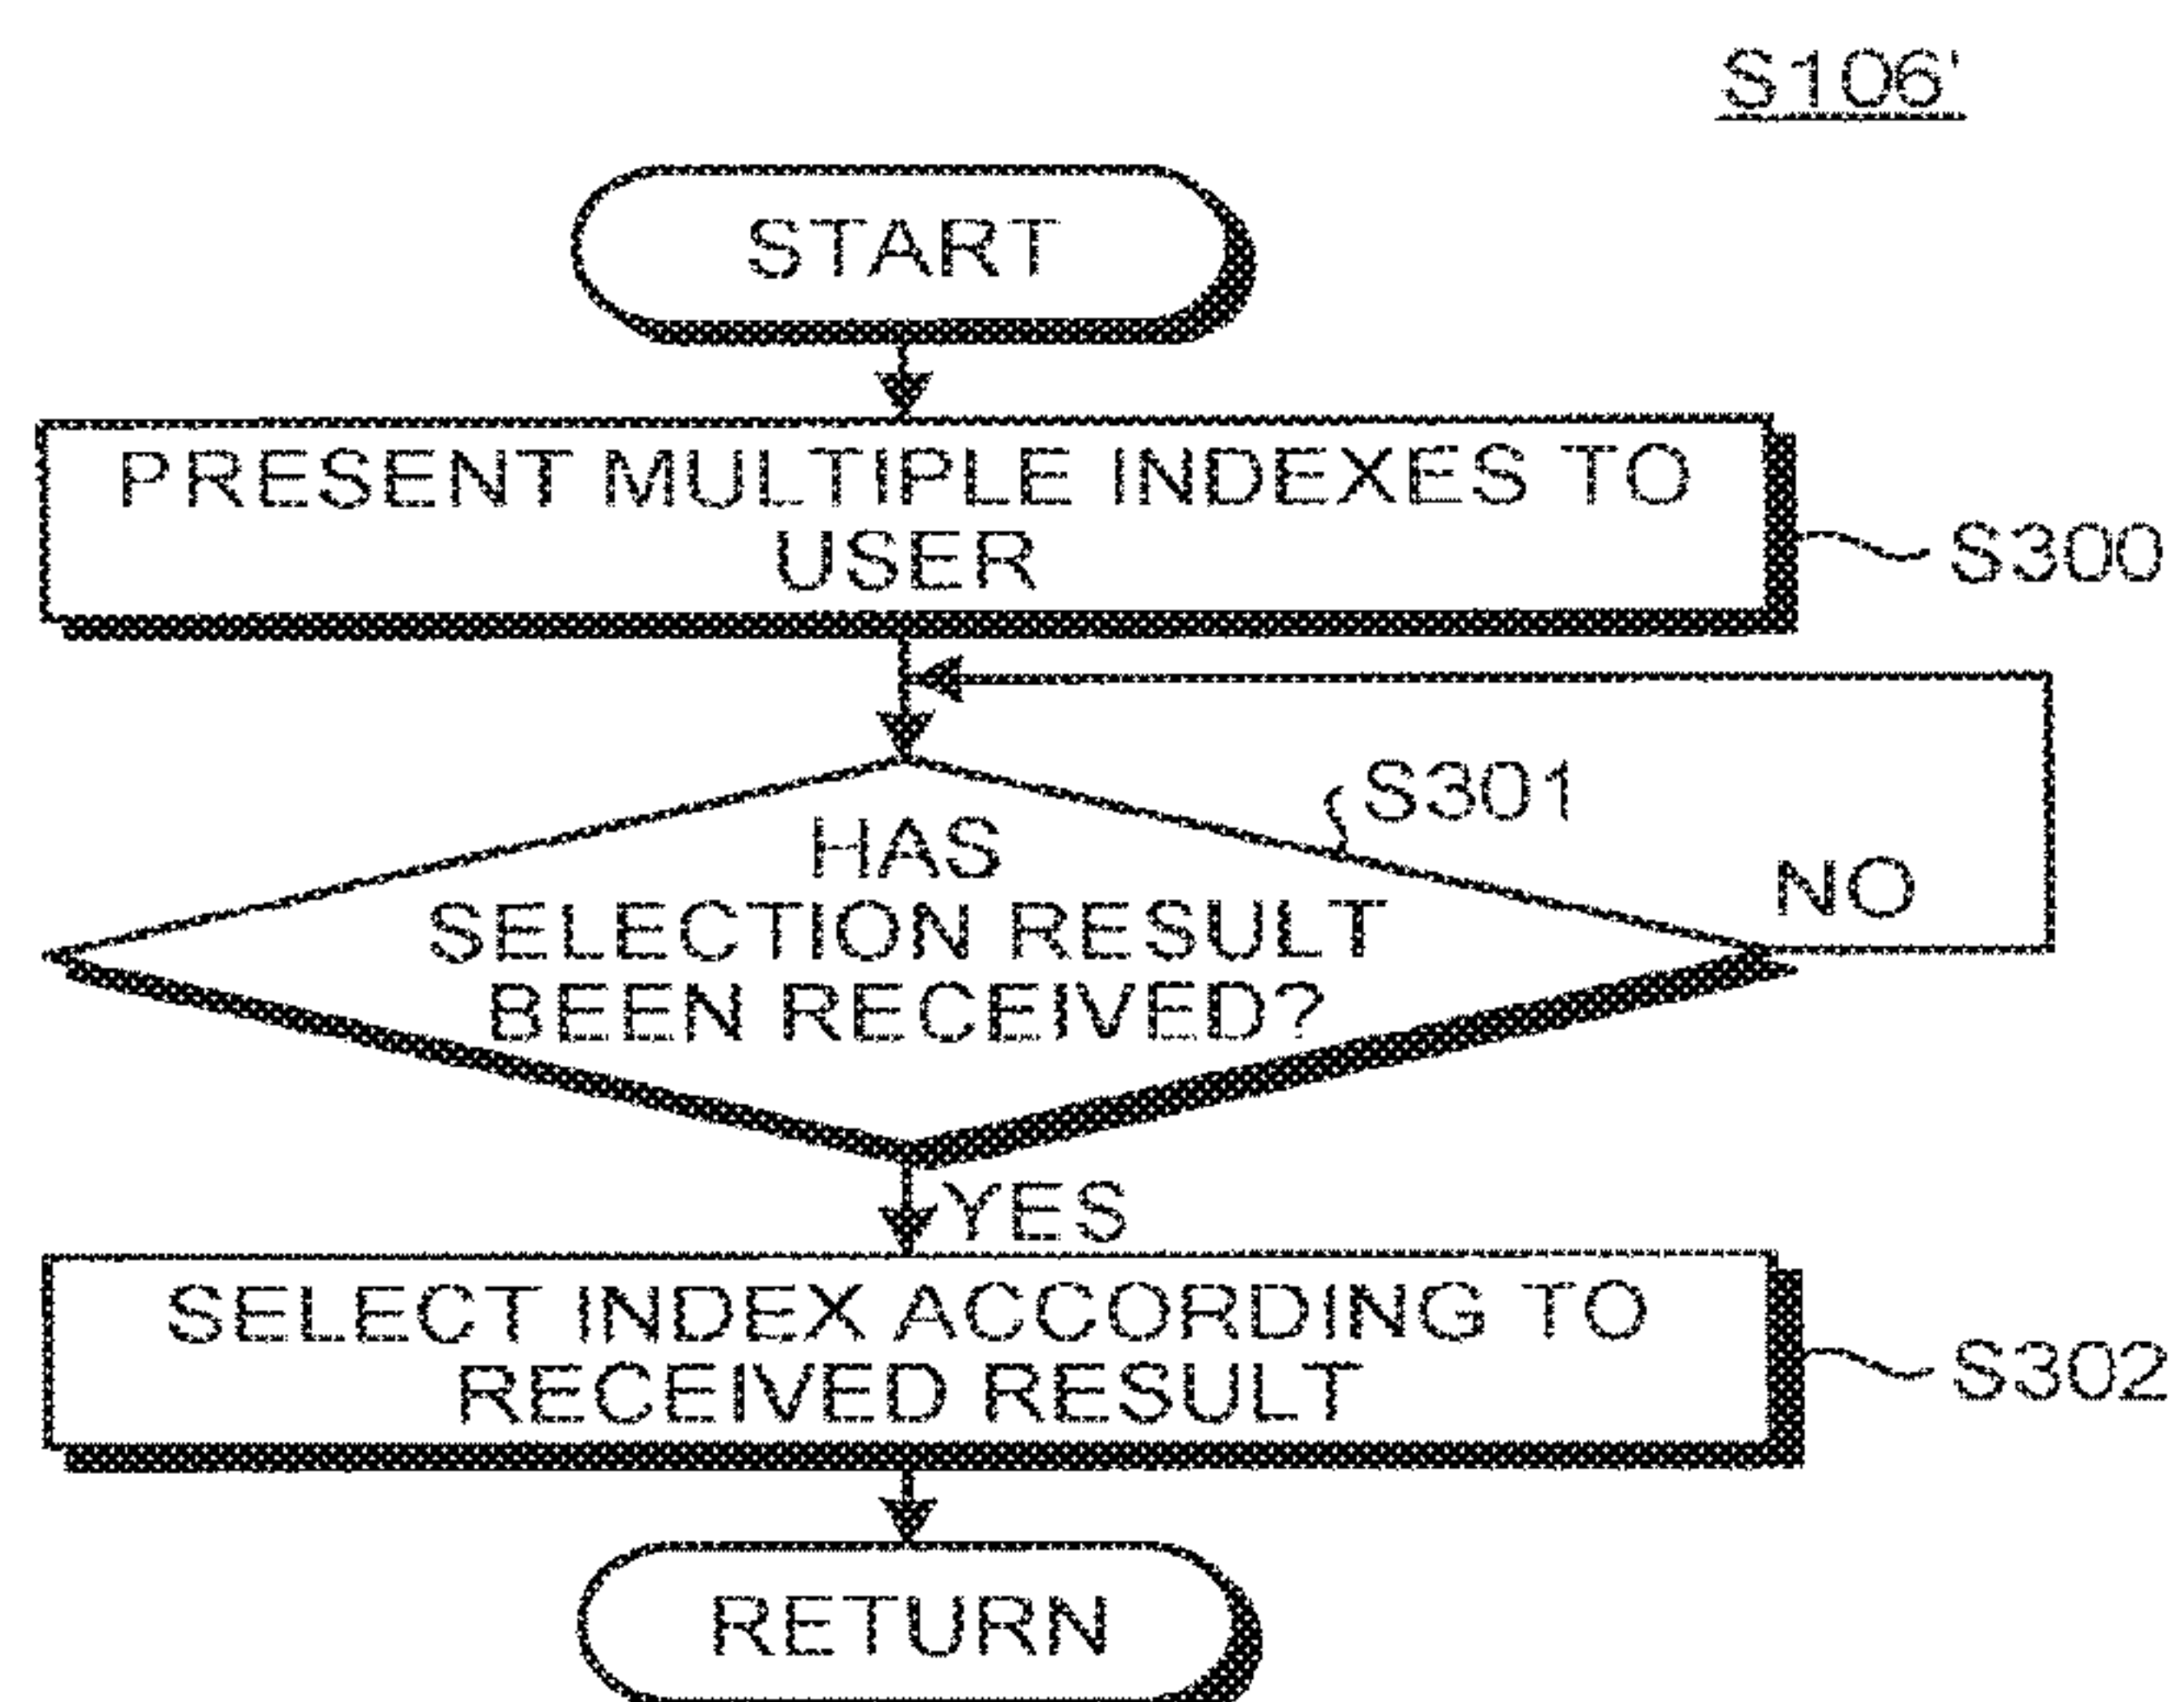 S106'
START
PRESENT MULTIPLE INDEXES TO
USER
S300
S301
HAS
SELECTION RESULT
BEEN RECEIVED?
NO
YES
SELECT INDEX ACCORDING TO
RECEIVED RESULT
S302
RETURN